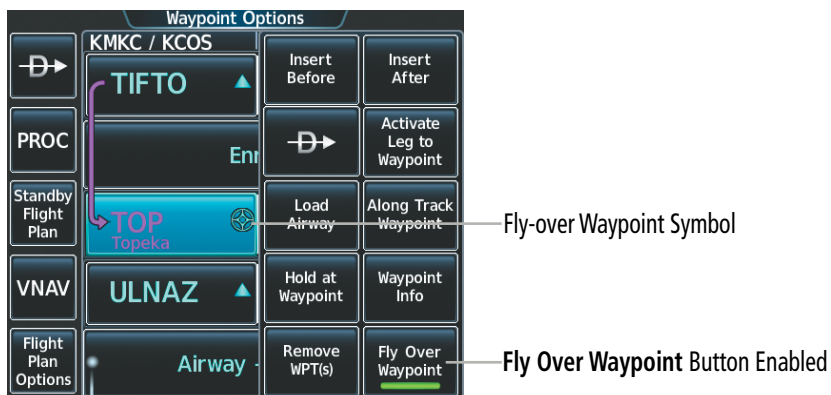 Waypoint Options
KMKC / KCOS
D
PROC
Standby
Flight
Plan
VNAV
Flight
Plan
Options
TIFTO
TOP
Topeka
ULNAZ
Airway -
Insert
Before
Insert
After
D
Activate
Leg to
Waypoint
Load
Airway
Along Track
Waypoint
Hold at
Waypoint
Waypoint
Info
Remove
WPT(s)
Fly Over
Waypoint
Fly-over Waypoint Symbol
Fly Over Waypoint Button Enabled